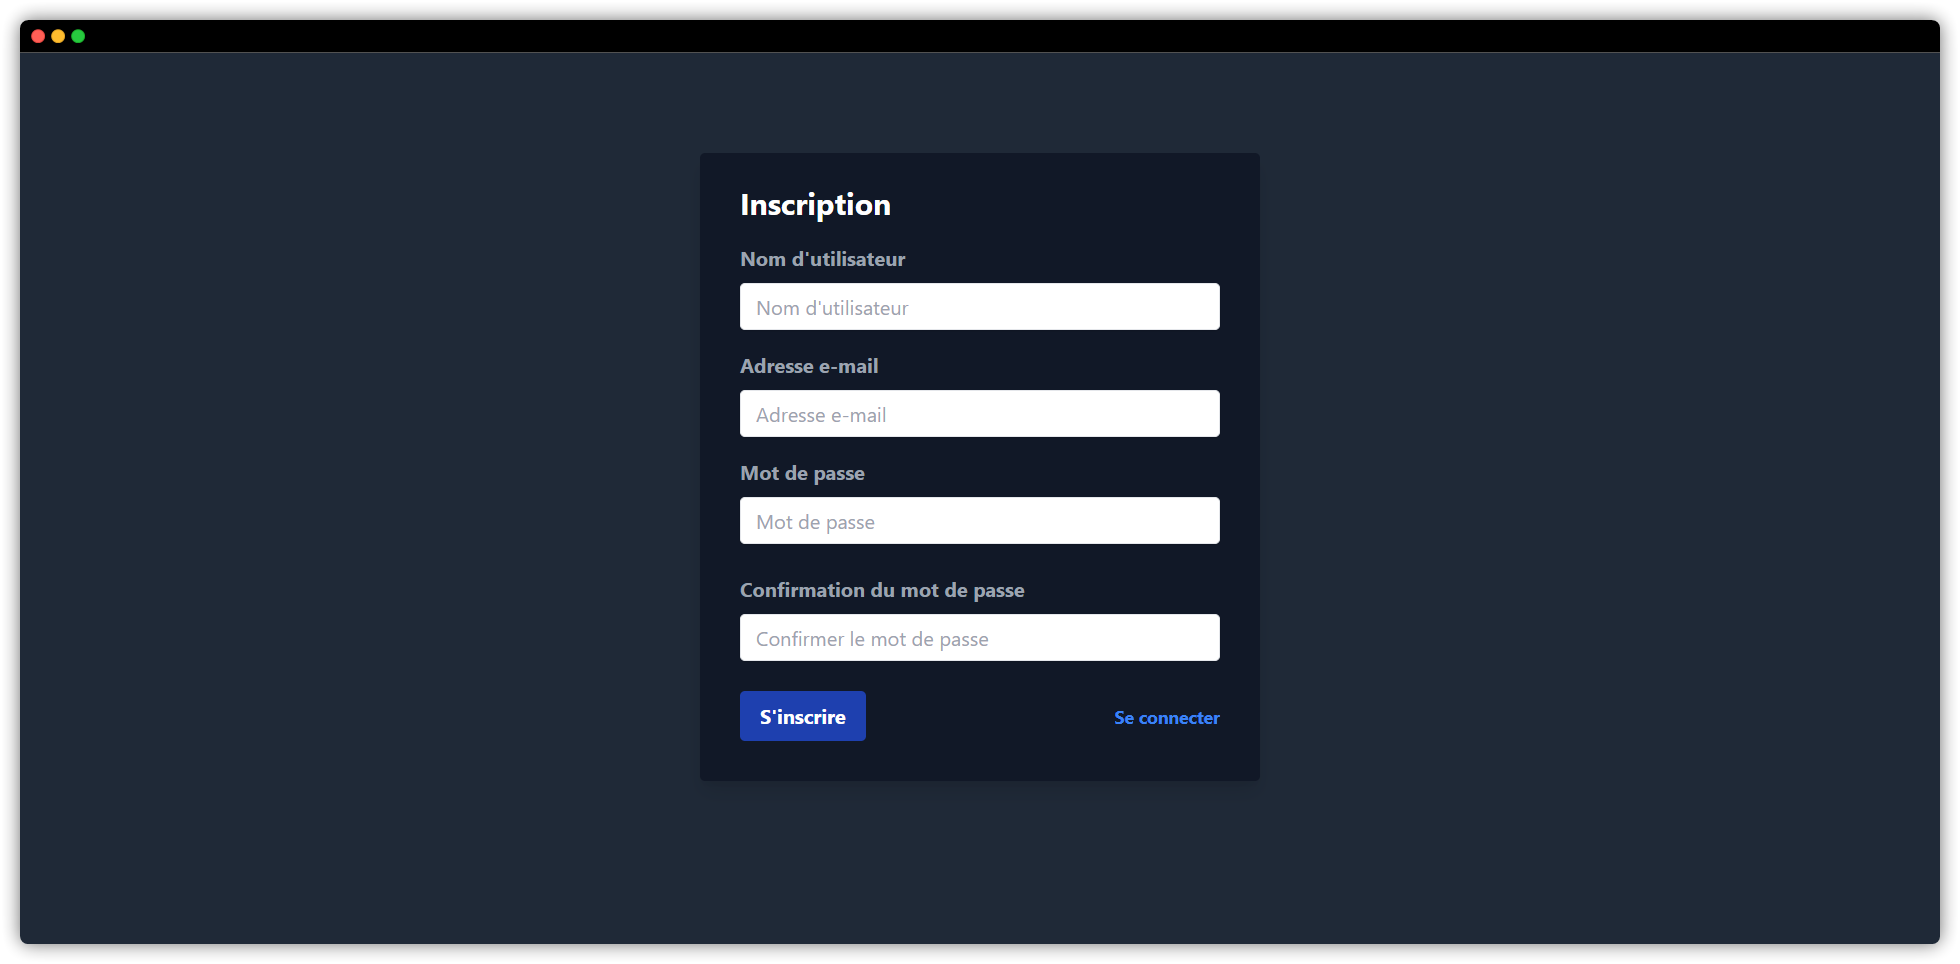 Inscription
Nom d'utilisateur
Nom d'utilisateur
Adresse e-mail
Adresse e-mail
Mot de passe
Mot de passe
Confirmation du mot de passe
Confirmer le mot de passe
S'inscrire
Se connecter